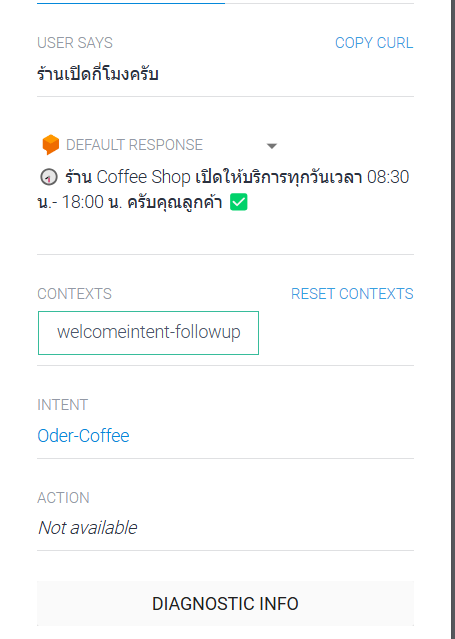 USER SAYS COPY CURL
ร้านเปิดกี่โมงครับ
DEFAULT RESPONSE
🕢 ร้าน Coffee Shop เปิดให้บริการทุกวันเวลา 08:30
น.- 18:00 น. ครับคุณลูกค้า ✅
CONTEXTS RESET CONTEXTS
welcomeintent-followup
INTENT
Oder-Coffee
ACTION
Not available
DIAGNOSTIC INFO